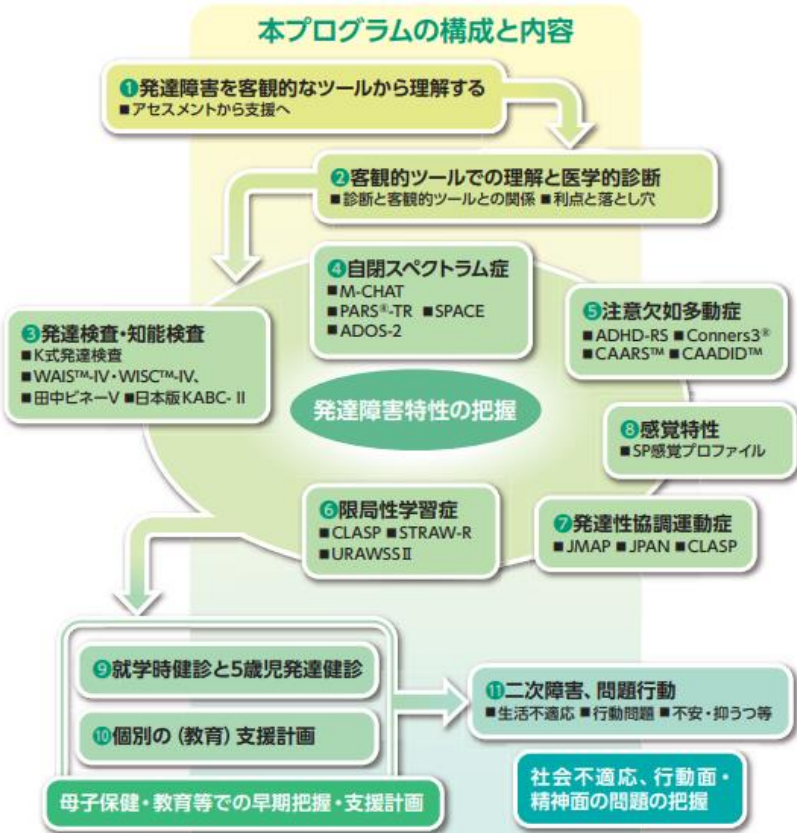 本プログラムの構成と内容
❶発達障害を客観的なツールから理解する
■アセスメントから支援へ
❷客観的ツールでの理解と医学的診断
■診断と客観的ツールとの関係 ■利点と落とし穴
❸発達検査・知能検査
■K式発達検査
■WAIS™-IV・WISC™-IV、
■田中ビネーV ■日本版KABC-II
❹自閉スペクトラム症
■M-CHAT
■PARS®-TR ■SPACE
■ADOS-2
❺注意欠如多動症
■ADHD-RS ■Conners3®
■CAARS™ ■CAADID™
発達障害特性の把握
❽感覚特性
■SP感覚プロファイル
❻限局性学習症
■CLASP ■STRAW-R
■URAWSSⅡ
❼発達性協調運動症
■JMAP ■JPAN ■CLASP
❾就学時健診と5歳児発達健診
❿個別の（教育）支援計画
母子保健・教育等での早期把握・支援計画
⓫二次障害、問題行動
■生活不適応 ■行動問題 ■不安・抑うつ等
社会不適応、行動面・
精神面の問題の把握